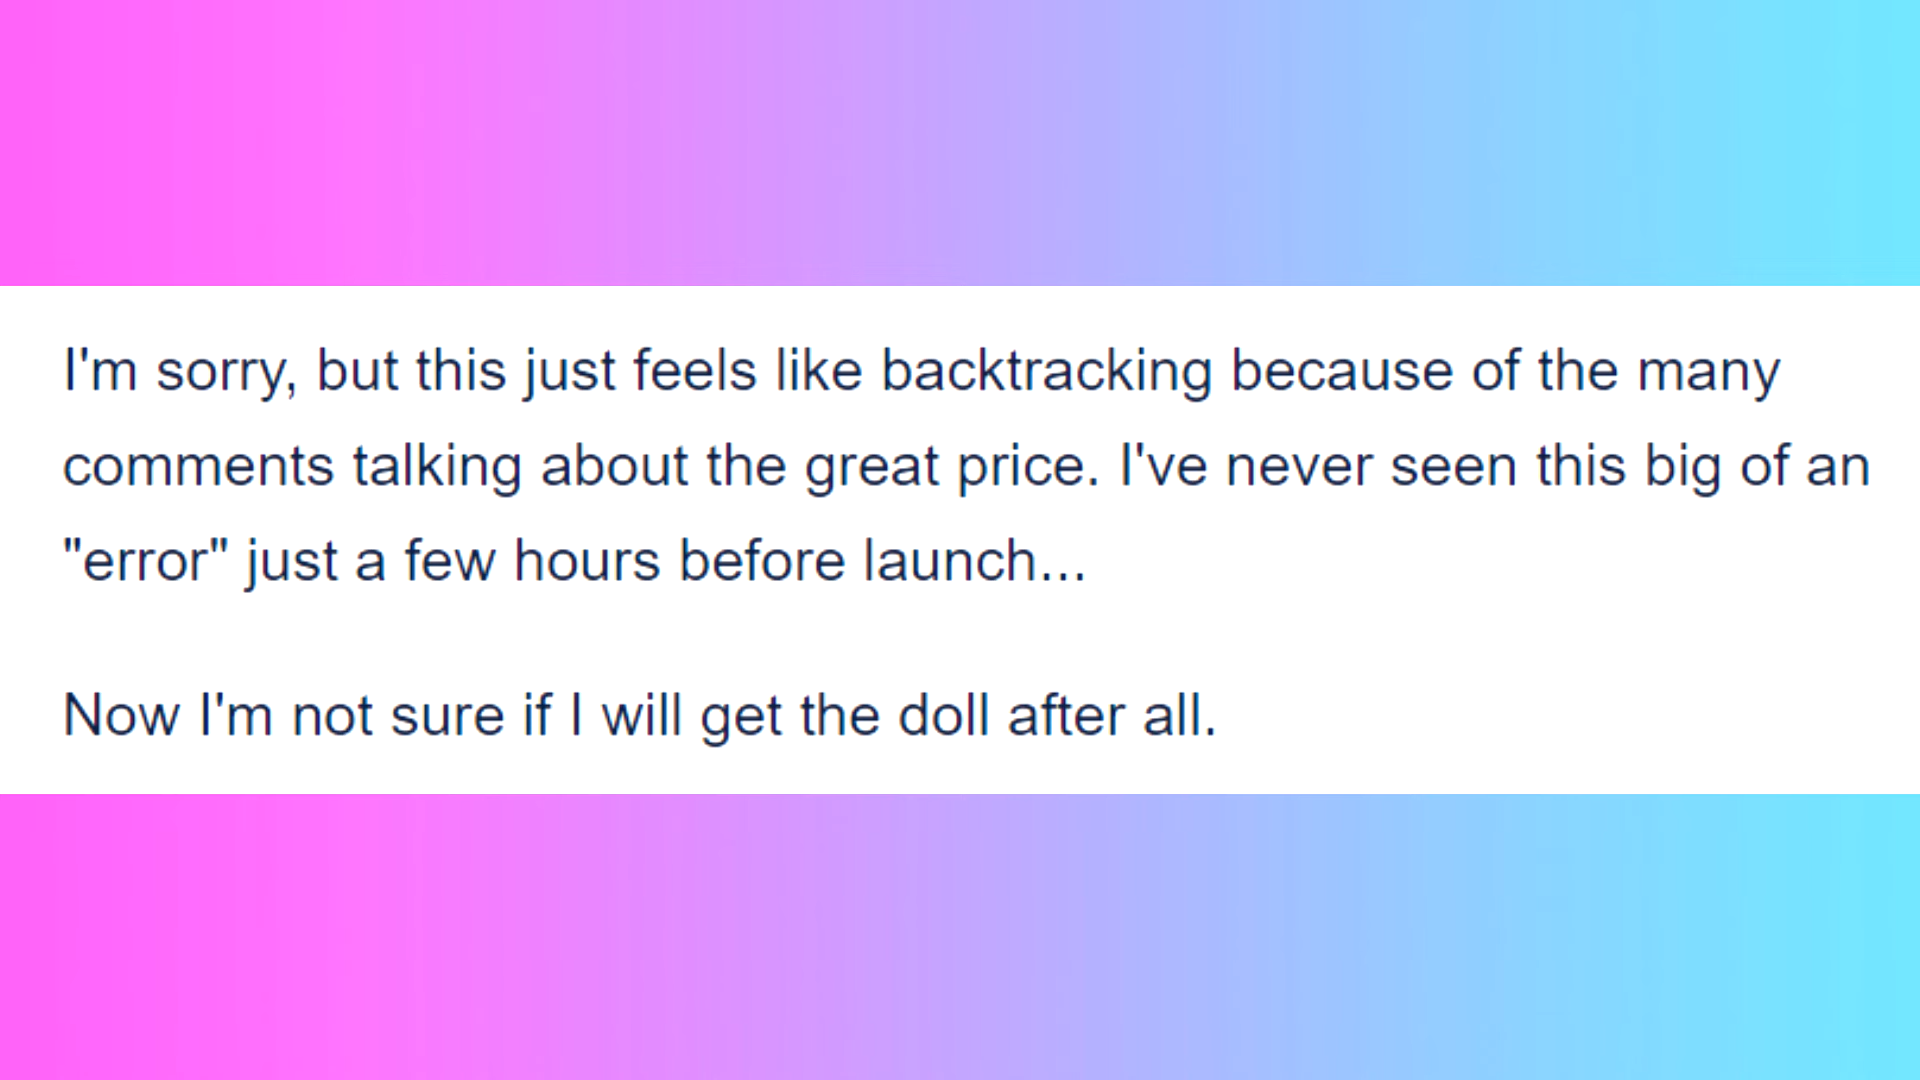 I'm sorry, but this just feels like backtracking because of the many
comments talking about the great price. I've never seen this big of an
"error" just a few hours before launch...
Now I'm not sure if I will get the doll after all.